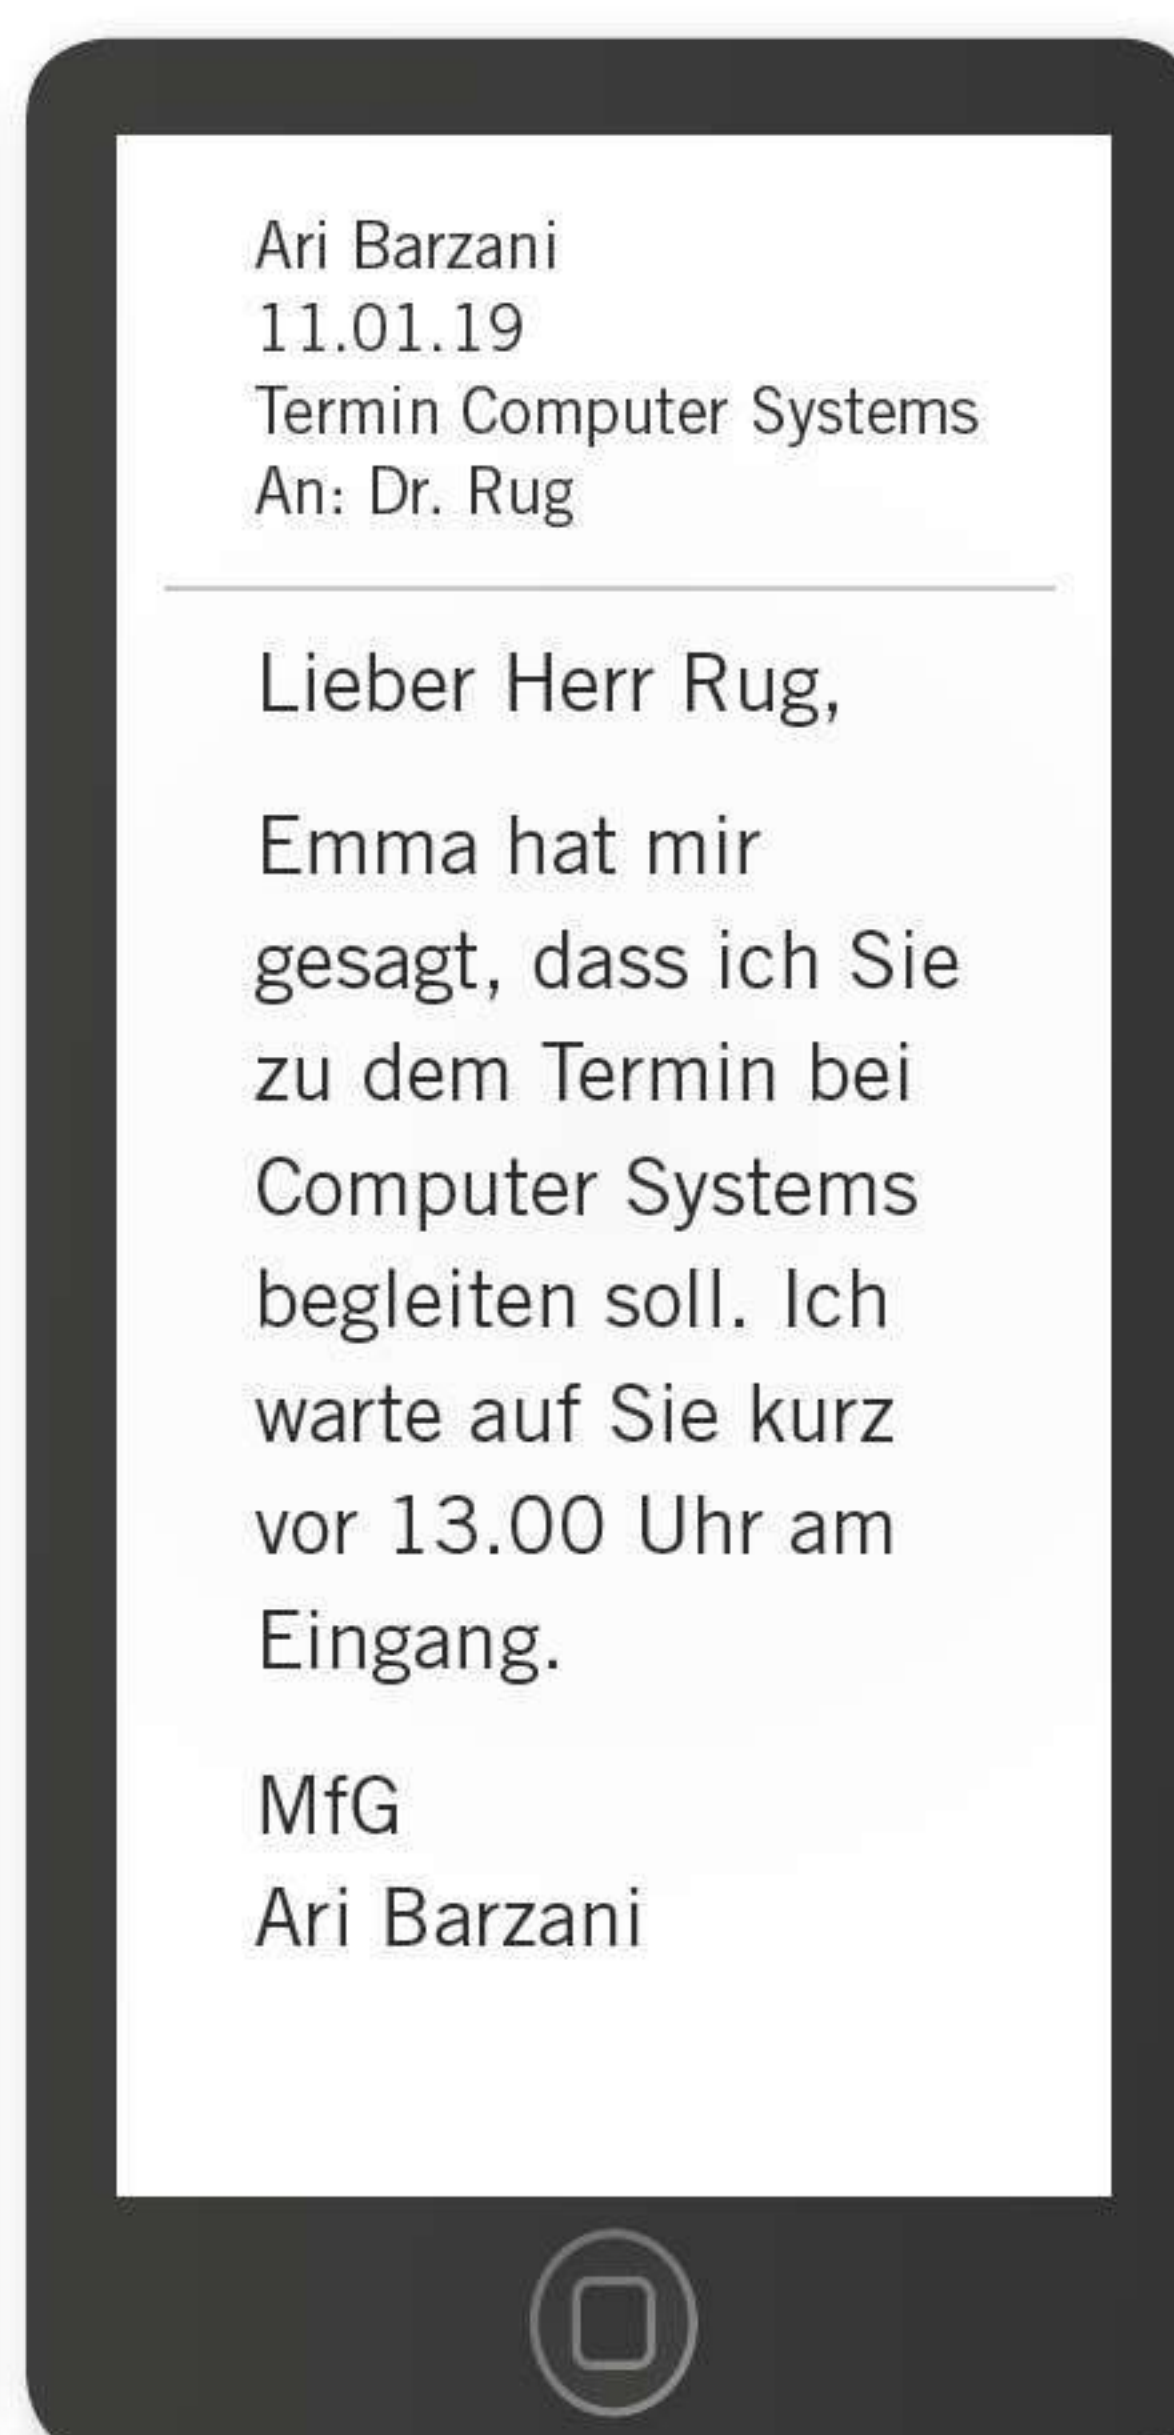 Ari Barzani
11.01.19
Termin Computer Systems
An: Dr. Rug
Lieber Herr Rug,
Emma hat mir
gesagt, dass ich Sie
zu dem Termin bei
Computer Systems
begleiten soll. Ich
warte auf Sie kurz
vor 13.00 Uhr am
Eingang.
MfG
Ari Barzani